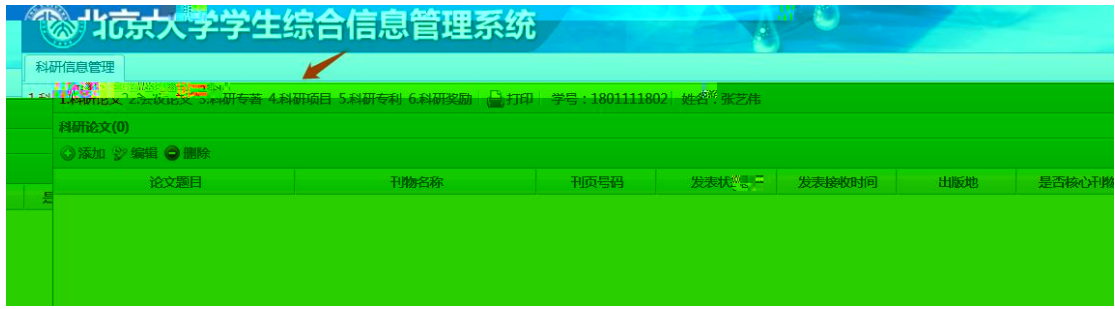 北京大学学生综合信息管理系统
科研信息管理
1.科研论文 2.会议论文 3.科研专著 4.科研项目 5.科研专利 6.科研奖励 打印 学号：1801111802 姓名：张艺伟
科研论文(0)
添加 编辑 删除
论文题目 刊物名称 刊页号码 发表状 发表接收时间 出版地 是否核心刊物